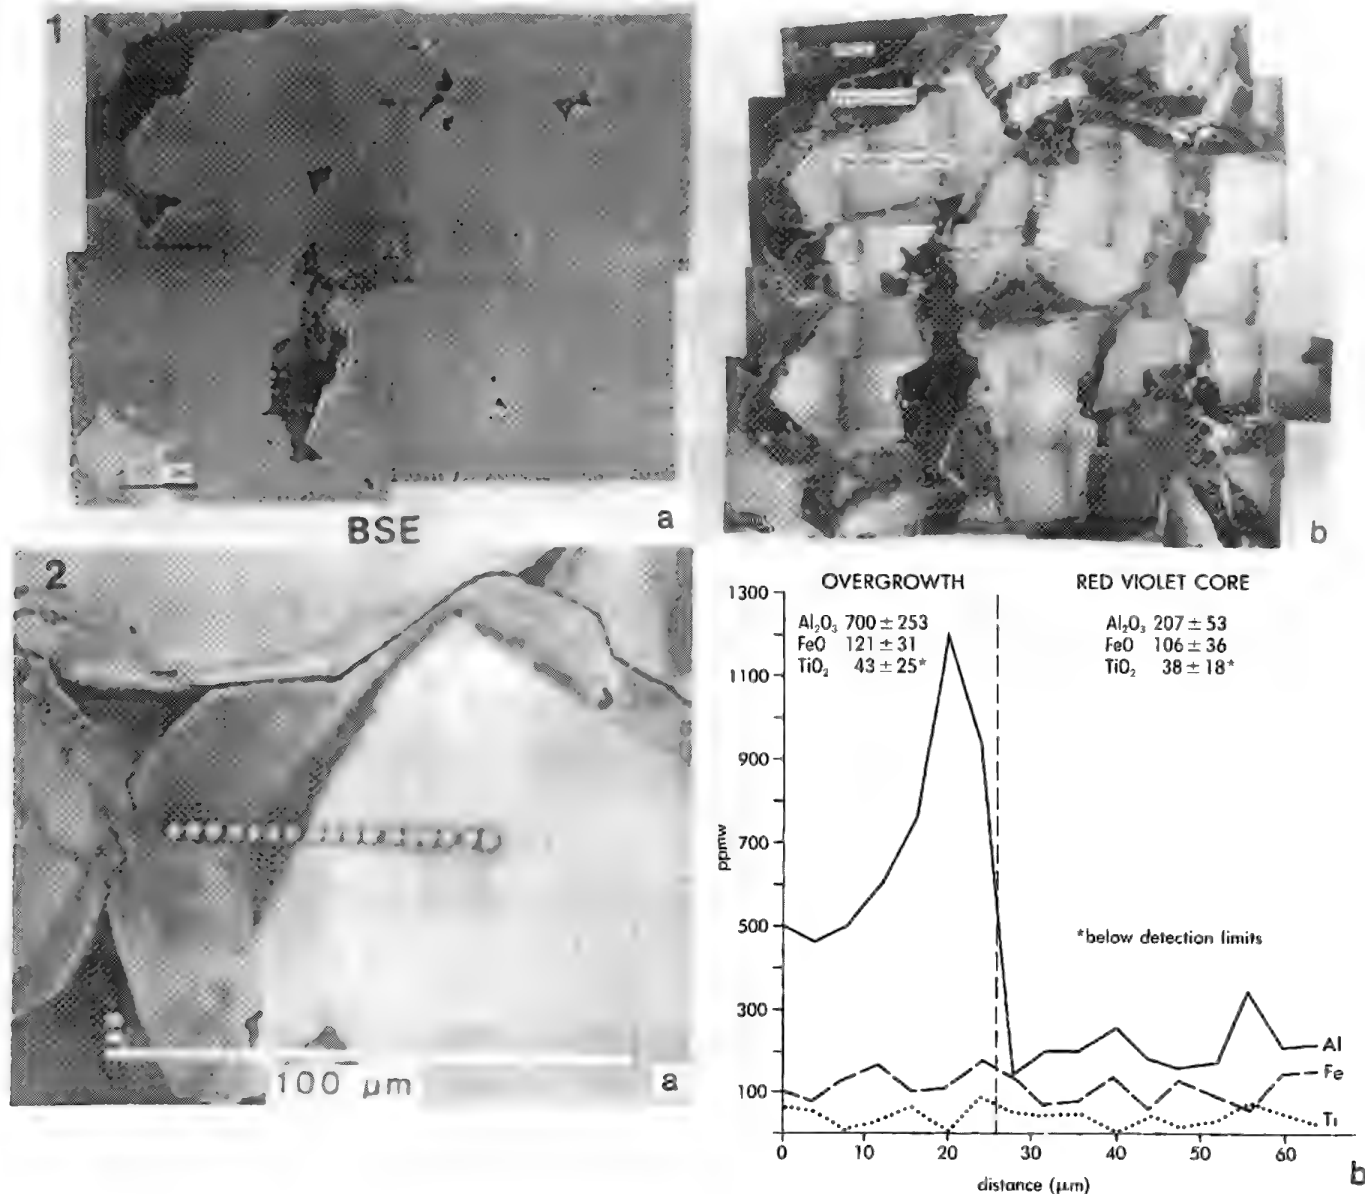 1
a
BSE
b
2
100 μm
a
OVERGROWTH
Al₂O₃ 700 ± 253
FeO 121 ± 31
TiO₂ 43 ± 25*
RED VIOLET CORE
Al₂O₃ 207 ± 53
FeO 106 ± 36
TiO₂ 38 ± 18*
1300
1100
900
700
500
300
100
ppmw
*below detection limits
Al
Fe
Ti
0 10 20 30 40 50 60
distance (μm)
b